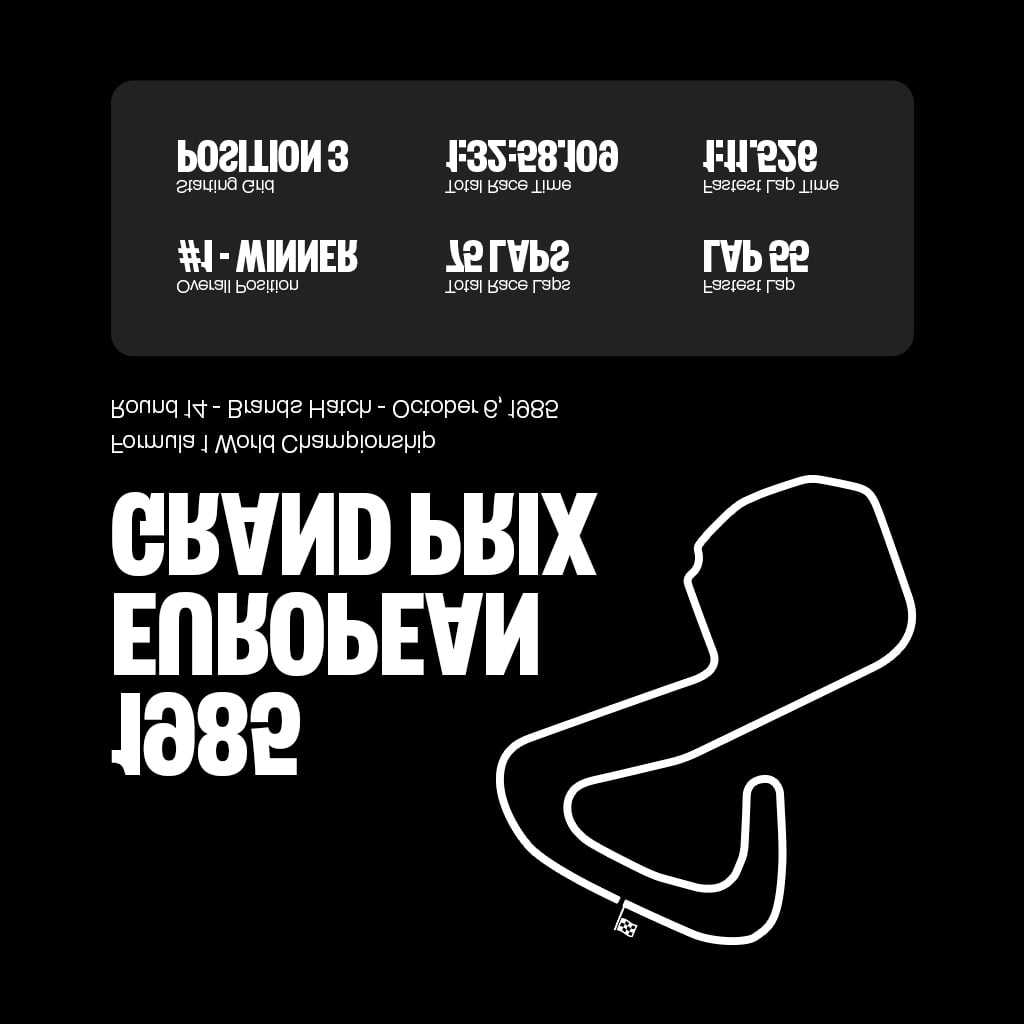 1985
EUROPEAN
GRAND PRIX
Formula 1 World Championship
Round 14 - Brands Hatch - October 6, 1985
Overall Position
#1 - WINNER
Total Race Laps
75 LAPS
Fastest Lap
LAP 55
Starting Grid
POSITION 3
Total Race Time
1:32:58.109
Fastest Lap Time
1:11.526